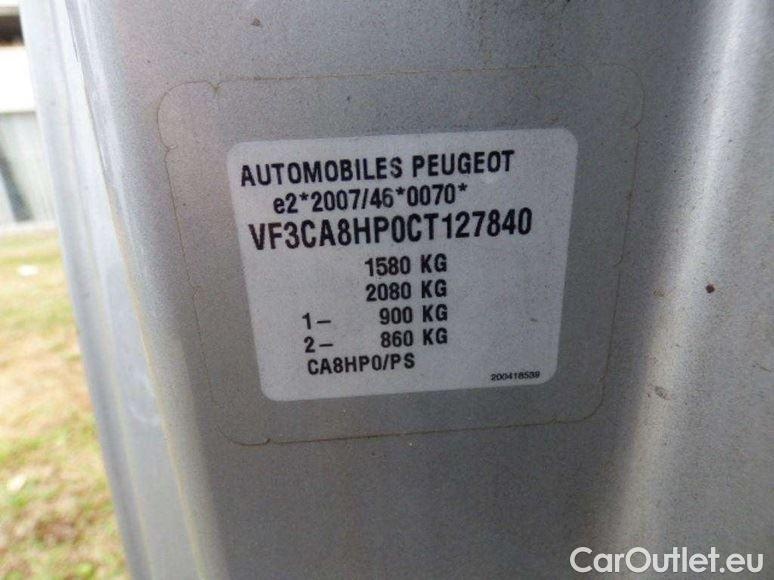 AUTOMOBILES PEUGEOT
e2*2007/46*0070*
VF3CA8HP0CT127840
1580 KG
2080 KG
1– 900 KG
2– 860 KG
CA8HP0/PS
200418539
CarOutlet.eu